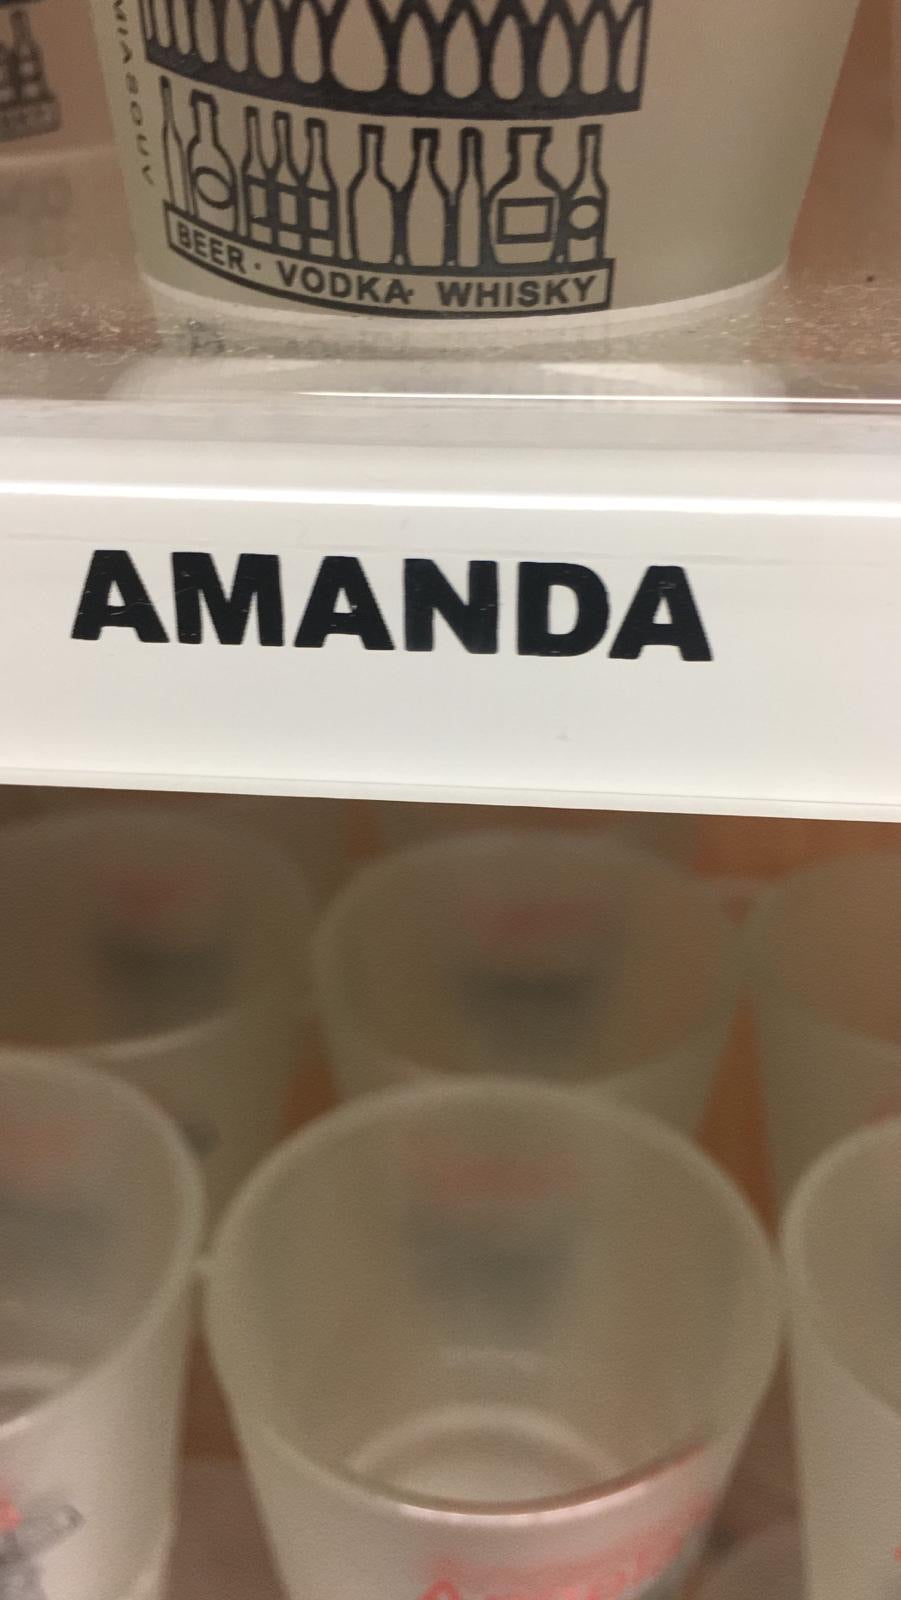 BEER · VODKA · WHISKY
AMANDA